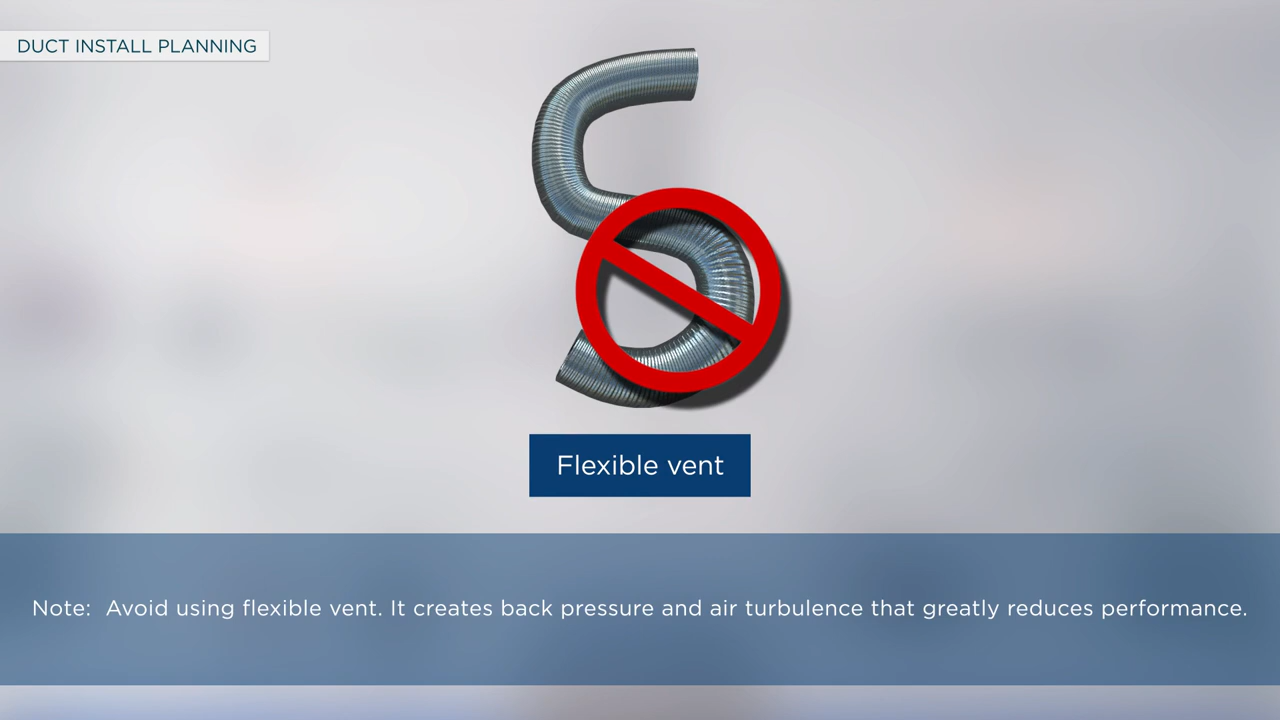 DUCT INSTALL PLANNING
Flexible vent
Note: Avoid using flexible vent. It creates back pressure and air turbulence that greatly reduces performance.